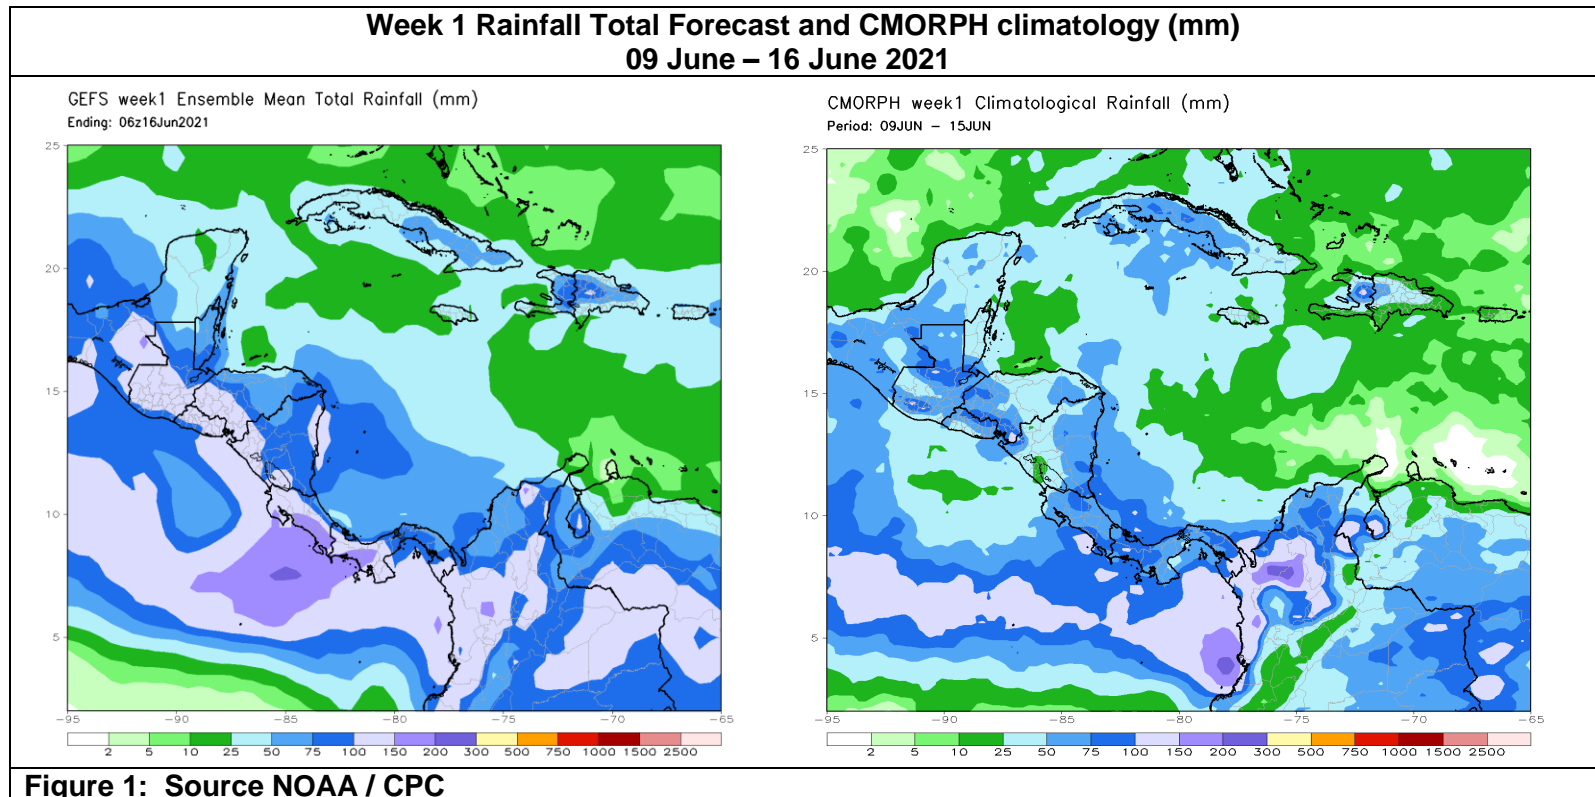 Week 1 Rainfall Total Forecast and CMORPH climatology (mm)
09 June – 16 June 2021
GEFS week1 Ensemble Mean Total Rainfall (mm)
Ending: 06z16Jun2021
25
20
15
10
5
−95 −90 −85 −80 −75 −70 −65
2 5 10 25 50 75 100 150 200 300 500 750 1000 1500 2500
CMORPH week1 Climatological Rainfall (mm)
Period: 09JUN − 15JUN
25
20
15
10
5
−95 −90 −85 −80 −75 −70 −65
2 5 10 25 50 75 100 150 200 300 500 750 1000 1500 2500
Figure 1: Source NOAA / CPC